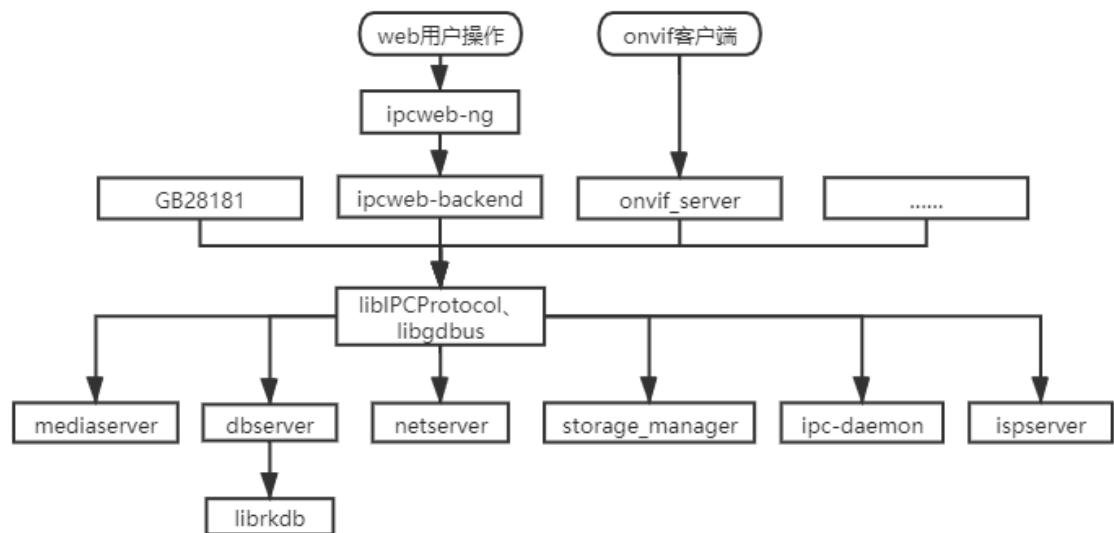 web用户操作
onvif客户端
ipcweb-ng
GB28181
ipcweb-backend
onvif_server
......
libIPCProtocol、
libgdbus
mediaserver
dbserver
netserver
storage_manager
ipc-daemon
ispserver
librkdb